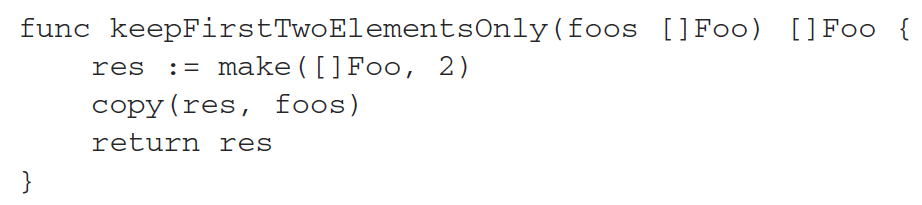 func keepFirstTwoElementsOnly(foos []Foo) []Foo {
    res := make([]Foo, 2)
    copy(res, foos)
    return res
}